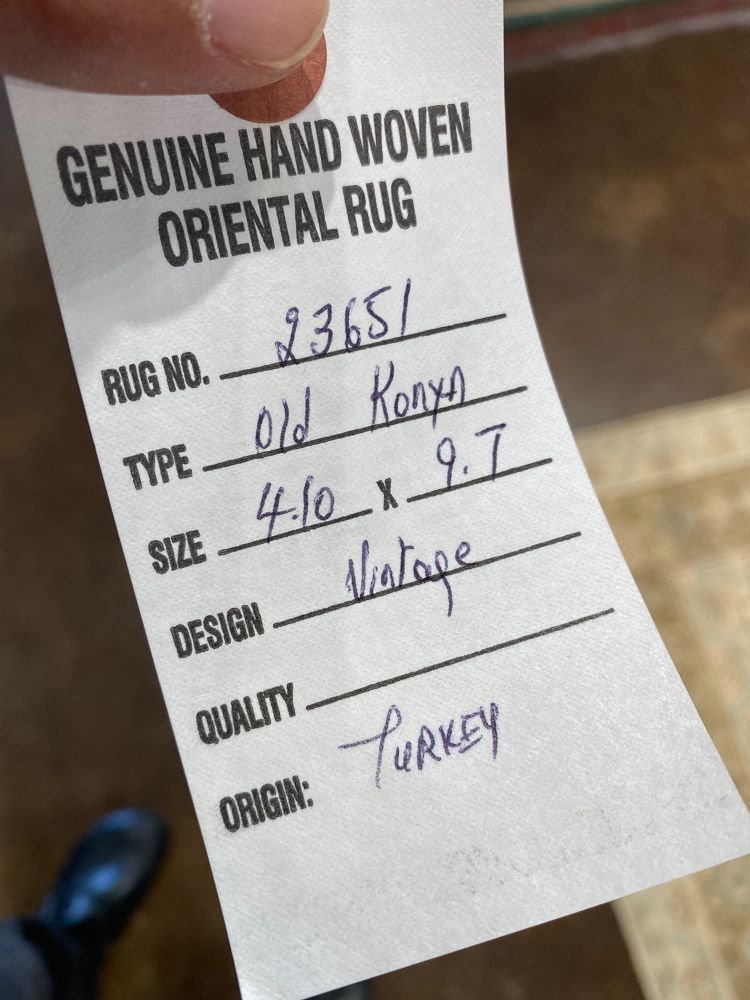 GENUINE HAND WOVEN
ORIENTAL RUG
RUG NO. 23651
TYPE Old Konya
SIZE 4.10 X 9.7
DESIGN Vintage
QUALITY
ORIGIN: TURKEY